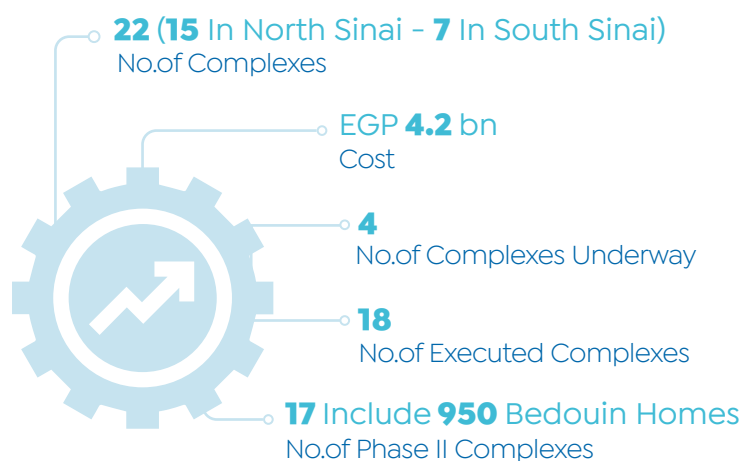 22 (15 In North Sinai - 7 In South Sinai)
No.of Complexes
EGP 4.2 bn
Cost
4
No.of Complexes Underway
18
No.of Executed Complexes
17 Include 950 Bedouin Homes
No.of Phase II Complexes